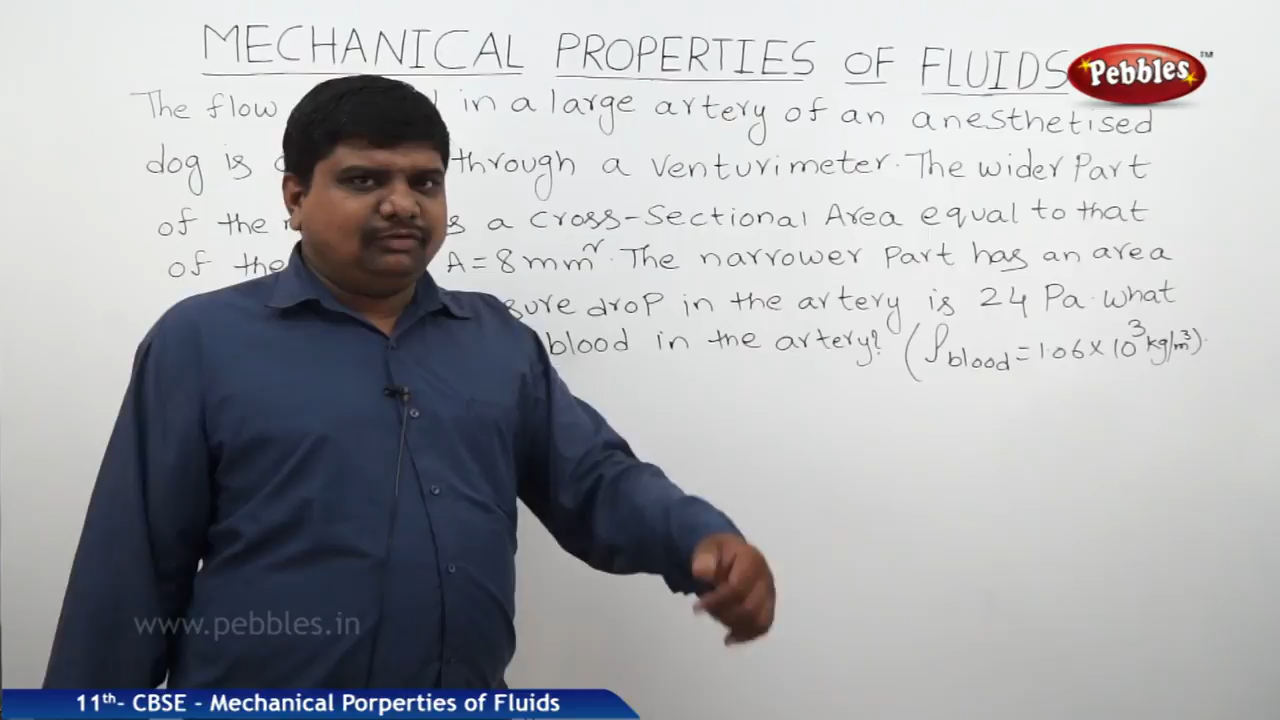 MECHANICAL PROPERTIES OF FLUIDS
Pebbles™
The flow in a large artery of an anesthetised
dog is through a venturimeter. The wider Part
of the a Cross-Sectional Area equal to that
of the A = 8mm². The narrower Part has an area
drop in the artery is 24 Pa. what
blood in the artery? (ρblood = 1.06 × 10³ kg/m³).
www.pebbles.in
11th- CBSE - Mechanical Porperties of Fluids